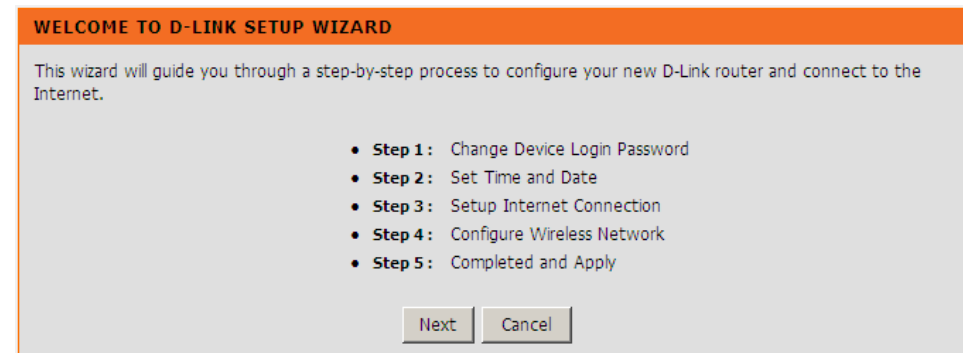 WELCOME TO D-LINK SETUP WIZARD
This wizard will guide you through a step-by-step process to configure your new D-Link router and connect to the
Internet.
• Step 1: Change Device Login Password
• Step 2: Set Time and Date
• Step 3: Setup Internet Connection
• Step 4: Configure Wireless Network
• Step 5: Completed and Apply
Next Cancel